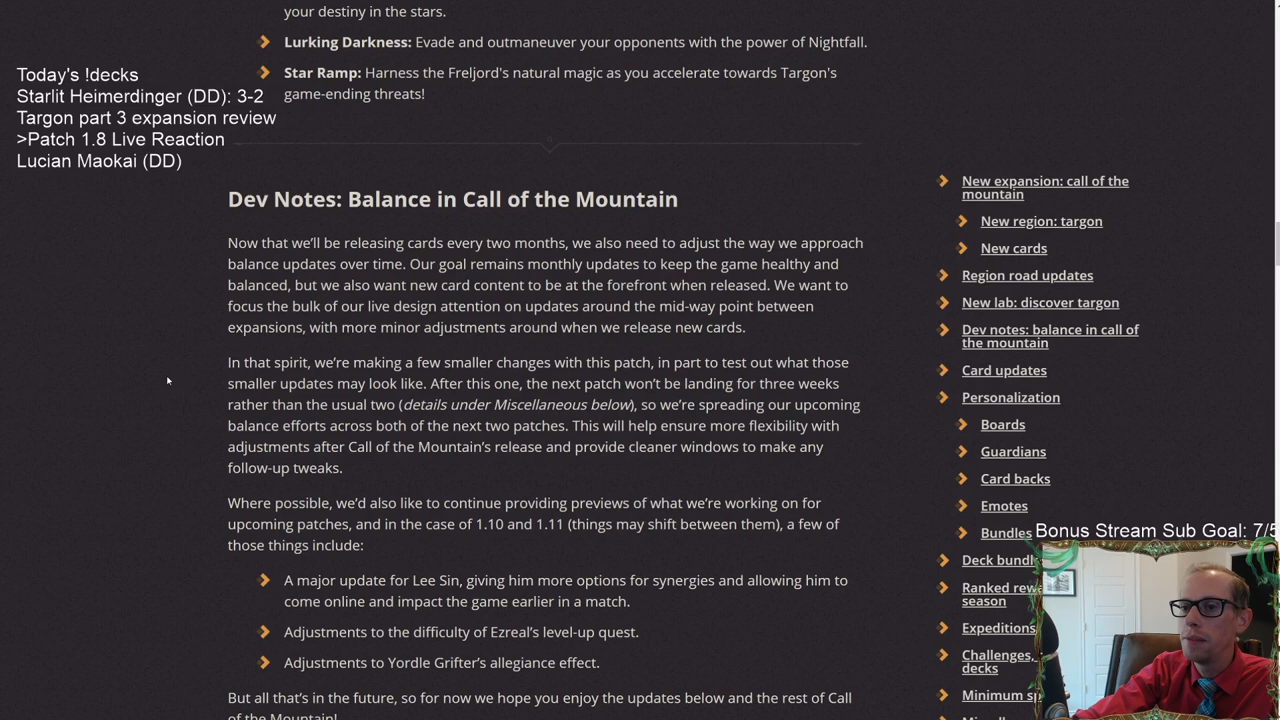 your destiny in the stars.
Lurking Darkness: Evade and outmaneuver your opponents with the power of Nightfall.
Star Ramp: Harness the Freljord's natural magic as you accelerate towards Targon's
game-ending threats!
Today's !decks
Starlit Heimerdinger (DD): 3-2
Targon part 3 expansion review
>Patch 1.8 Live Reaction
Lucian Maokai (DD)
Dev Notes: Balance in Call of the Mountain
Now that we'll be releasing cards every two months, we also need to adjust the way we approach
balance updates over time. Our goal remains monthly updates to keep the game healthy and
balanced, but we also want new card content to be at the forefront when released. We want to
focus the bulk of our live design attention on updates around the mid-way point between
expansions, with more minor adjustments around when we release new cards.
In that spirit, we're making a few smaller changes with this patch, in part to test out what those
smaller updates may look like. After this one, the next patch won't be landing for three weeks
rather than the usual two (details under Miscellaneous below), so we're spreading our upcoming
balance efforts across both of the next two patches. This will help ensure more flexibility with
adjustments after Call of the Mountain's release and provide cleaner windows to make any
follow-up tweaks.
Where possible, we'd also like to continue providing previews of what we're working on for
upcoming patches, and in the case of 1.10 and 1.11 (things may shift between them), a few of
those things include:
A major update for Lee Sin, giving him more options for synergies and allowing him to
come online and impact the game earlier in a match.
Adjustments to the difficulty of Ezreal's level-up quest.
Adjustments to Yordle Grifter's allegiance effect.
But all that's in the future, so for now we hope you enjoy the updates below and the rest of Call
of the Mountain!
New expansion: call of the
mountain
New region: targon
New cards
Region road updates
New lab: discover targon
Dev notes: balance in call of
the mountain
Card updates
Personalization
Boards
Guardians
Card backs
Emotes
Bundles
Bonus Stream Sub Goal: 7/5
Deck bundl
Ranked rew
season
Expeditions
Challenges,
decks
Minimum sp